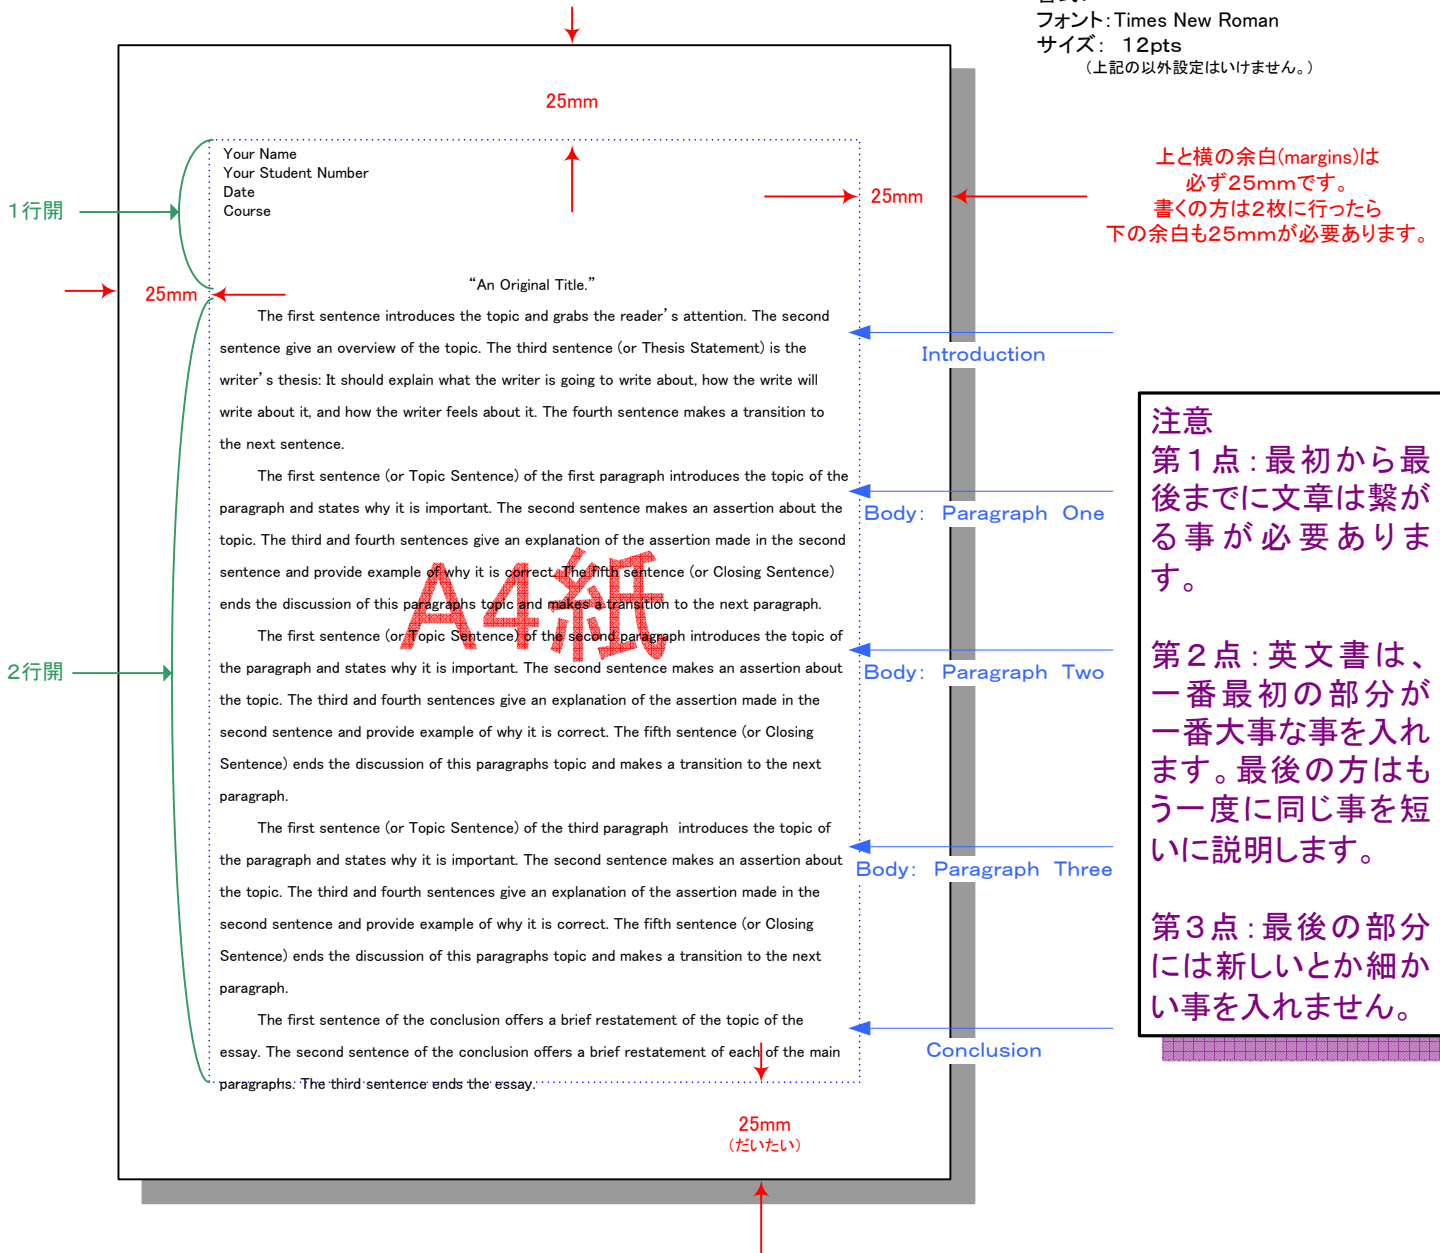 フォント：Times New Roman
サイズ： 12pts
（上記の以外設定はいけません。）
25mm
Your Name
Your Student Number
Date
Course
1行開
25mm
上と横の余白(margins)は
必ず25mmです。
書くの方は2枚に行ったら
下の余白も25mmが必要あります。
25mm
“An Original Title.”
The first sentence introduces the topic and grabs the reader’s attention. The second
sentence give an overview of the topic. The third sentence (or Thesis Statement) is the
writer’s thesis: It should explain what the writer is going to write about, how the write will
write about it, and how the writer feels about it. The fourth sentence makes a transition to
the next sentence.
Introduction
The first sentence (or Topic Sentence) of the first paragraph introduces the topic of the
paragraph and states why it is important. The second sentence makes an assertion about the
topic. The third and fourth sentences give an explanation of the assertion made in the second
sentence and provide example of why it is correct. The fifth sentence (or Closing Sentence)
ends the discussion of this paragraphs topic and makes a transition to the next paragraph.
Body: Paragraph One
A4紙
The first sentence (or Topic Sentence) of the second paragraph introduces the topic of
the paragraph and states why it is important. The second sentence makes an assertion about
the topic. The third and fourth sentences give an explanation of the assertion made in the
second sentence and provide example of why it is correct. The fifth sentence (or Closing
Sentence) ends the discussion of this paragraphs topic and makes a transition to the next
paragraph.
Body: Paragraph Two
2行開
The first sentence (or Topic Sentence) of the third paragraph introduces the topic of
the paragraph and states why it is important. The second sentence makes an assertion about
the topic. The third and fourth sentences give an explanation of the assertion made in the
second sentence and provide example of why it is correct. The fifth sentence (or Closing
Sentence) ends the discussion of this paragraphs topic and makes a transition to the next
paragraph.
Body: Paragraph Three
The first sentence of the conclusion offers a brief restatement of the topic of the
essay. The second sentence of the conclusion offers a brief restatement of each of the main
paragraphs. The third sentence ends the essay.
Conclusion
25mm
（だいたい）
注意
第1点：最初から最
後までに文章は繋が
る事が必要ありま
す。
第2点：英文書は、
一番最初の部分が
一番大事な事を入れ
ます。最後の方はも
う一度に同じ事を短
いに説明します。
第3点：最後の部分
には新しいとか細か
い事を入れません。